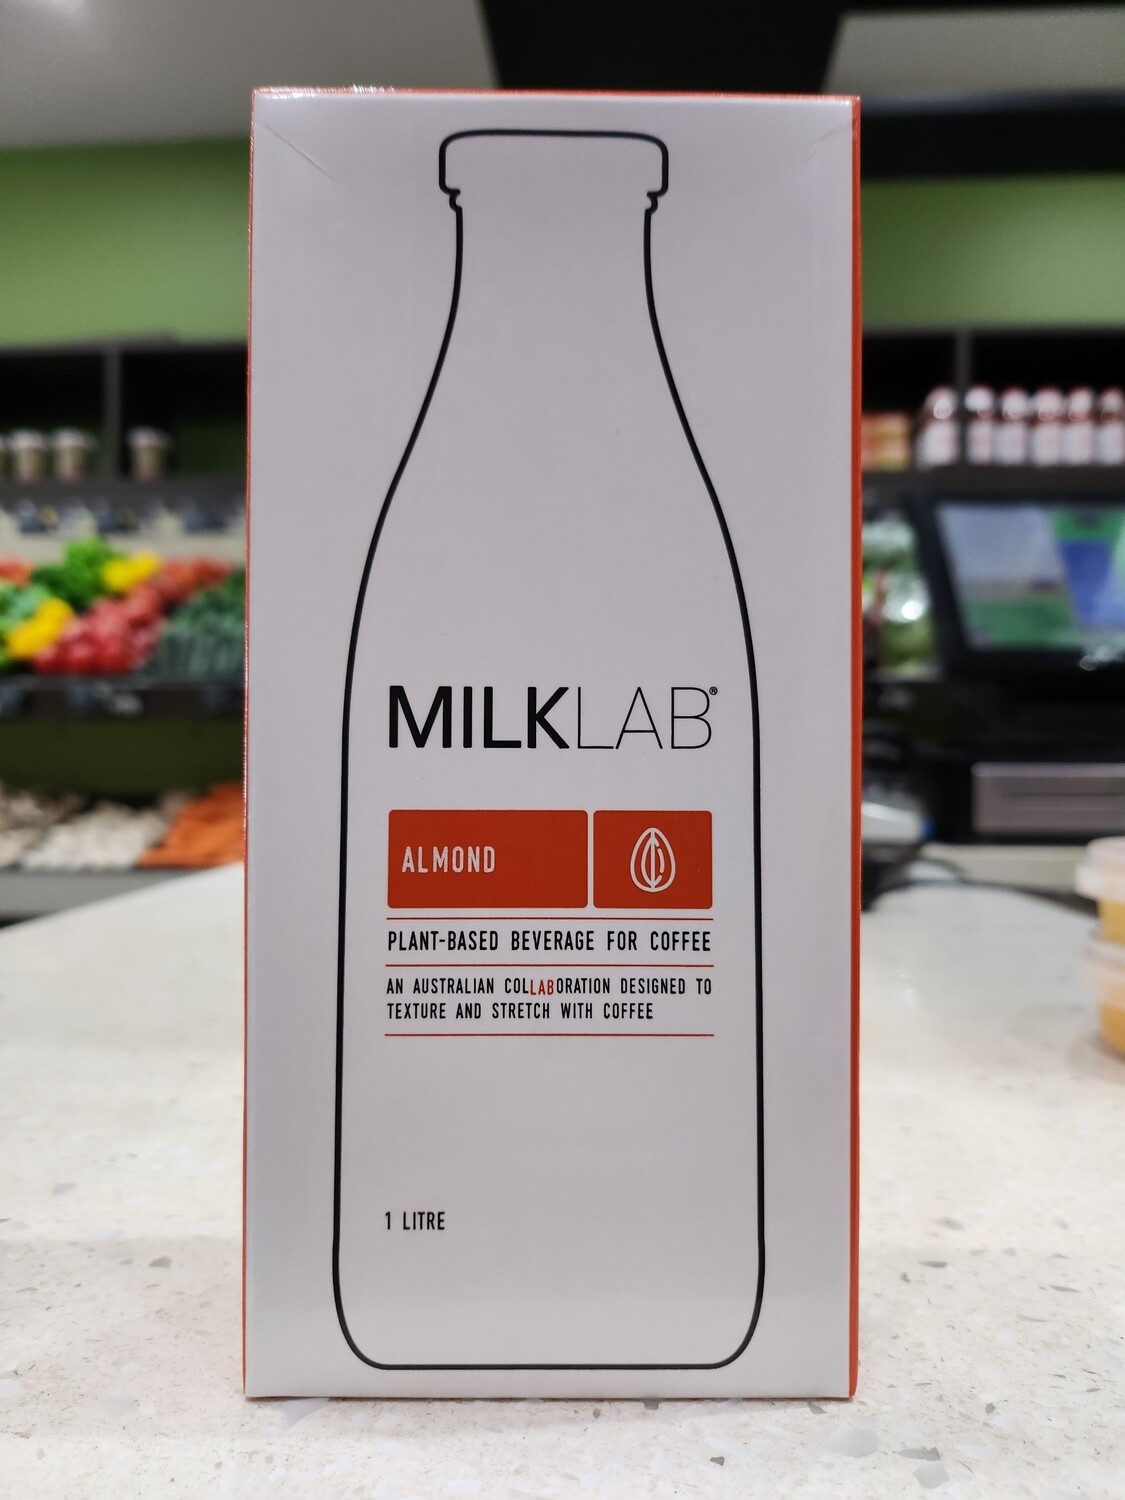 MILKLAB®
ALMOND
PLANT-BASED BEVERAGE FOR COFFEE
AN AUSTRALIAN COLLABORATION DESIGNED TO
TEXTURE AND STRETCH WITH COFFEE
1 LITRE